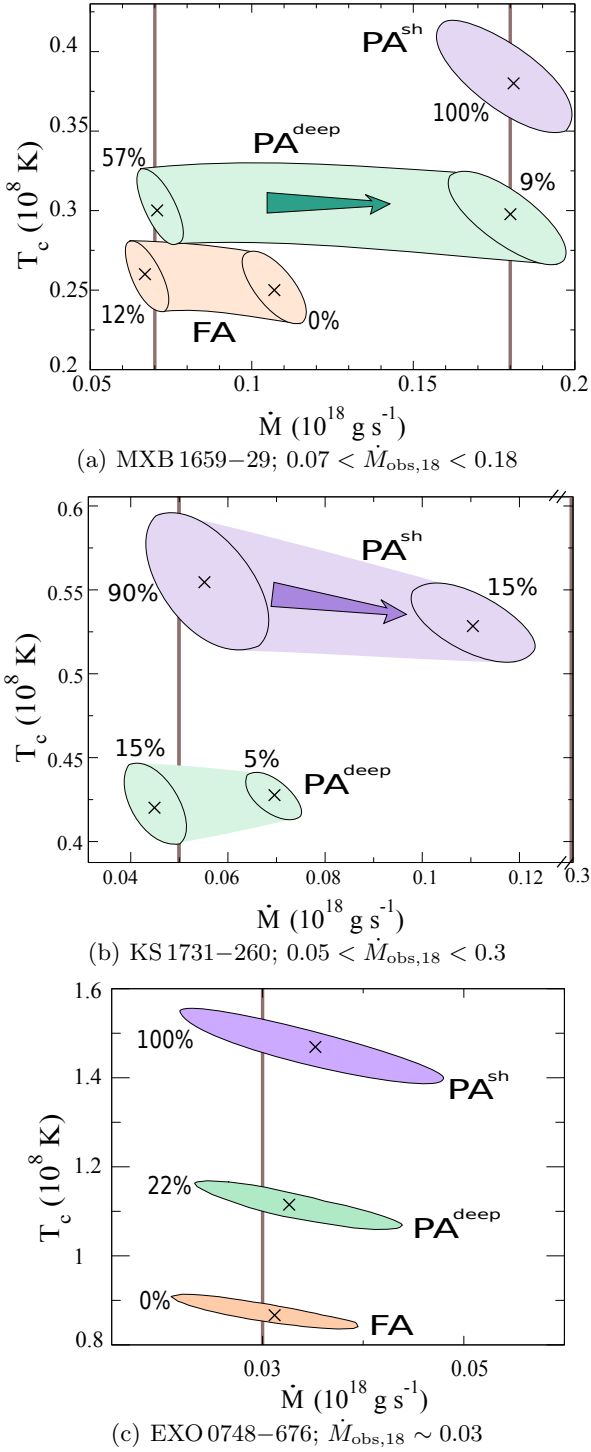 0.4
0.35
0.3
0.25
0.2
T_c (10^8 K)
PA^sh
100%
PA^deep
57%
9%
12%
FA
0%
0.05 0.1 0.15 0.2
Ṁ (10^18 g s^-1)
(a) MXB 1659−29; 0.07 < Ṁ_obs,18 < 0.18
0.6
0.55
0.5
0.45
0.4
T_c (10^8 K)
PA^sh
90%
15%
15%
5%
PA^deep
0.04 0.06 0.08 0.1 0.12 0.3
Ṁ (10^18 g s^-1)
(b) KS 1731−260; 0.05 < Ṁ_obs,18 < 0.3
1.6
1.4
1.2
1
0.8
T_c (10^8 K)
100%
PA^sh
22%
PA^deep
0%
FA
0.03 0.05
Ṁ (10^18 g s^-1)
(c) EXO 0748−676; Ṁ_obs,18 ∼ 0.03